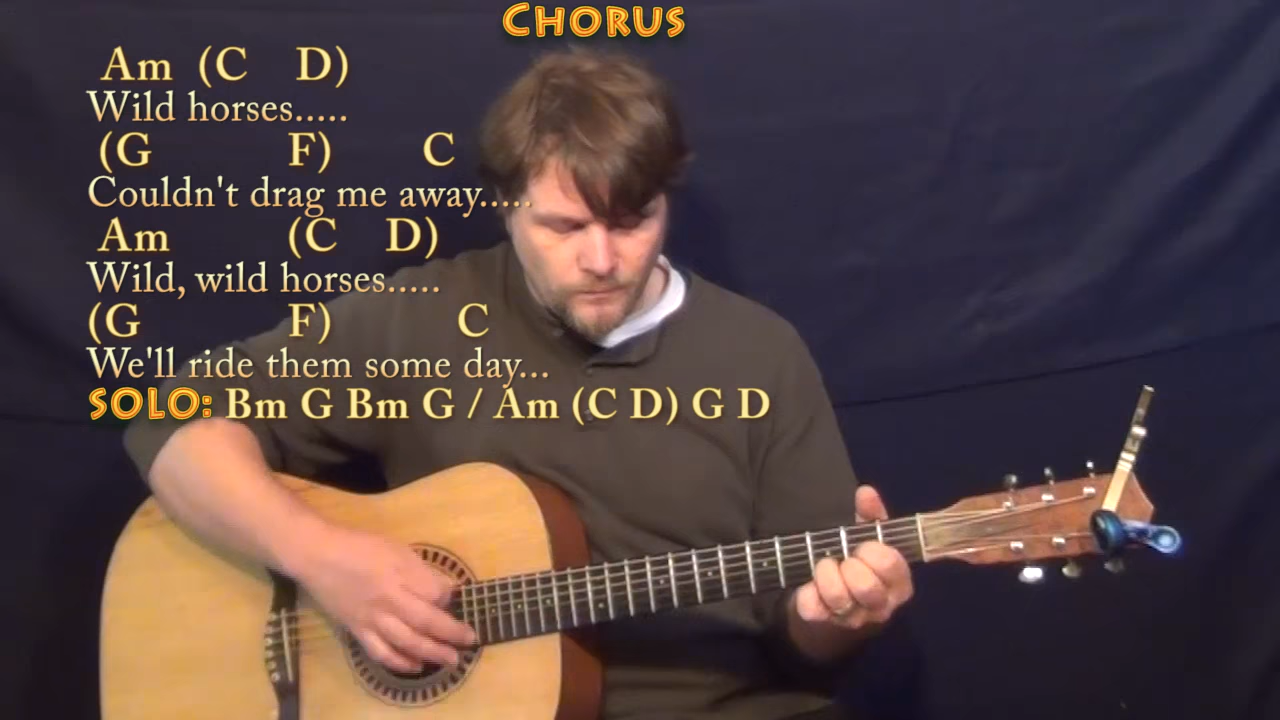 CHORUS
Am (C D)
Wild horses.....
(G F) C
Couldn't drag me away.....
Am (C D)
Wild, wild horses.....
(G F) C
We'll ride them some day...
SOLO: Bm G Bm G / Am (C D) G D